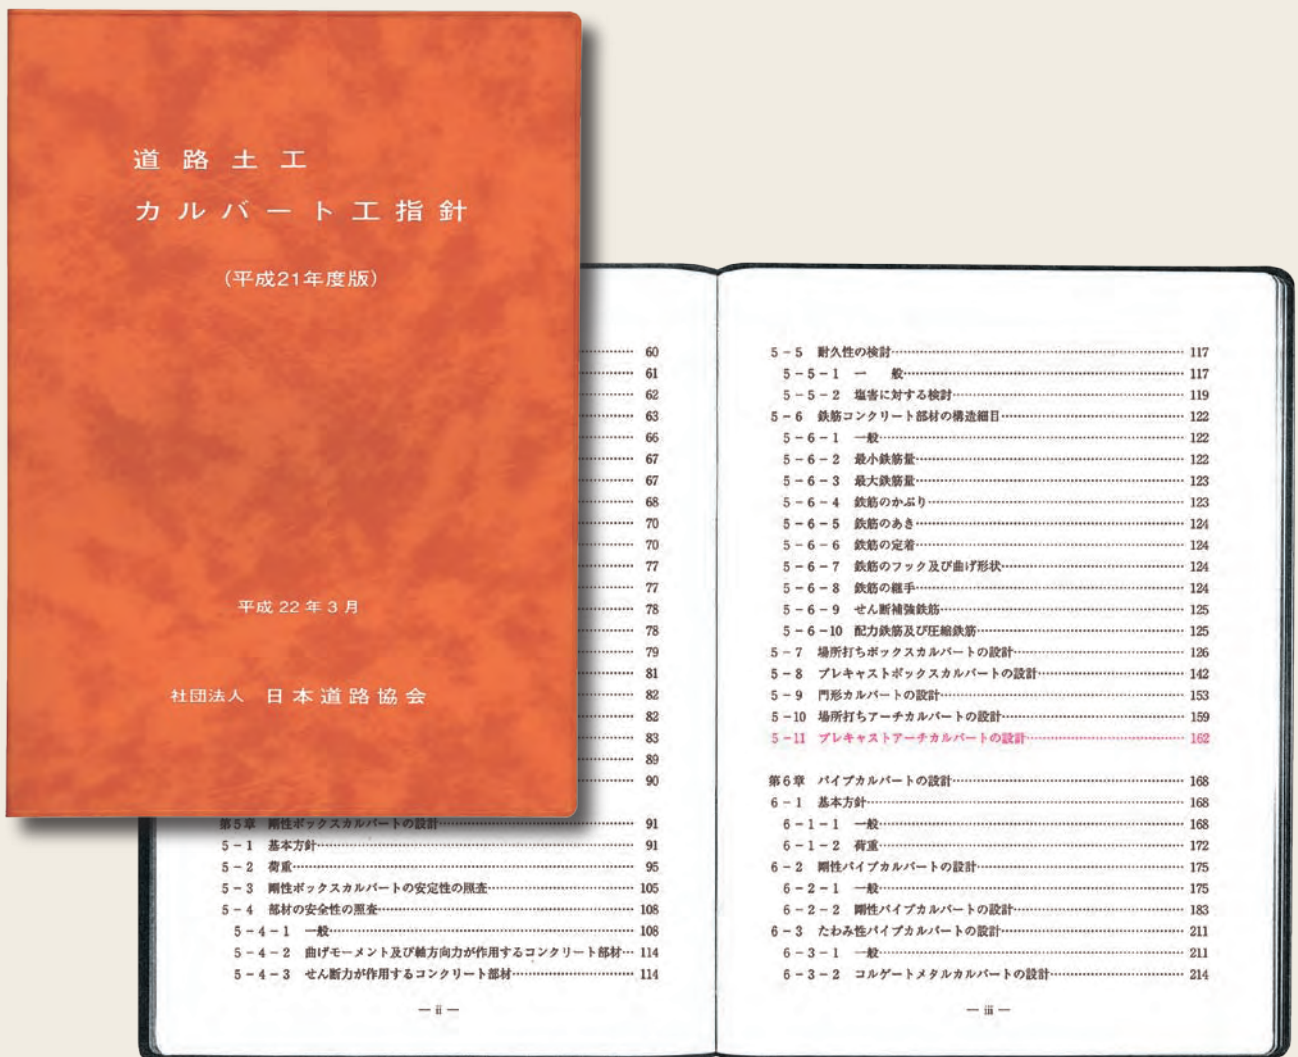 道路土工
カルバート工指針
(平成21年度版)
平成22年3月
社団法人 日本道路協会
60
61
62
63
66
67
67
68
70
70
77
77
78
78
79
81
82
82
83
89
90
第5章 剛性ボックスカルバートの設計 91
5-1 基本方針 91
5-2 荷重 95
5-3 剛性ボックスカルバートの安定性の照査 105
5-4 部材の安全性の照査 108
5-4-1 一般 108
5-4-2 曲げモーメント及び軸方向力が作用するコンクリート部材 114
5-4-3 せん断力が作用するコンクリート部材 114
— ii —
5-5 耐久性の検討 117
5-5-1 一 般 117
5-5-2 塩害に対する検討 119
5-6 鉄筋コンクリート部材の構造細目 122
5-6-1 一般 122
5-6-2 最小鉄筋量 122
5-6-3 最大鉄筋量 123
5-6-4 鉄筋のかぶり 123
5-6-5 鉄筋のあき 124
5-6-6 鉄筋の定着 124
5-6-7 鉄筋のフック及び曲げ形状 124
5-6-8 鉄筋の継手 124
5-6-9 せん断補強鉄筋 125
5-6-10 配力鉄筋及び圧縮鉄筋 125
5-7 場所打ちボックスカルバートの設計 126
5-8 プレキャストボックスカルバートの設計 142
5-9 門形カルバートの設計 153
5-10 場所打ちアーチカルバートの設計 159
5-11 プレキャストアーチカルバートの設計 162
第6章 パイプカルバートの設計 168
6-1 基本方針 168
6-1-1 一般 168
6-1-2 荷重 172
6-2 剛性パイプカルバートの設計 175
6-2-1 一般 175
6-2-2 剛性パイプカルバートの設計 183
6-3 たわみ性パイプカルバートの設計 211
6-3-1 一般 211
6-3-2 コルゲートメタルカルバートの設計 214
— iii —